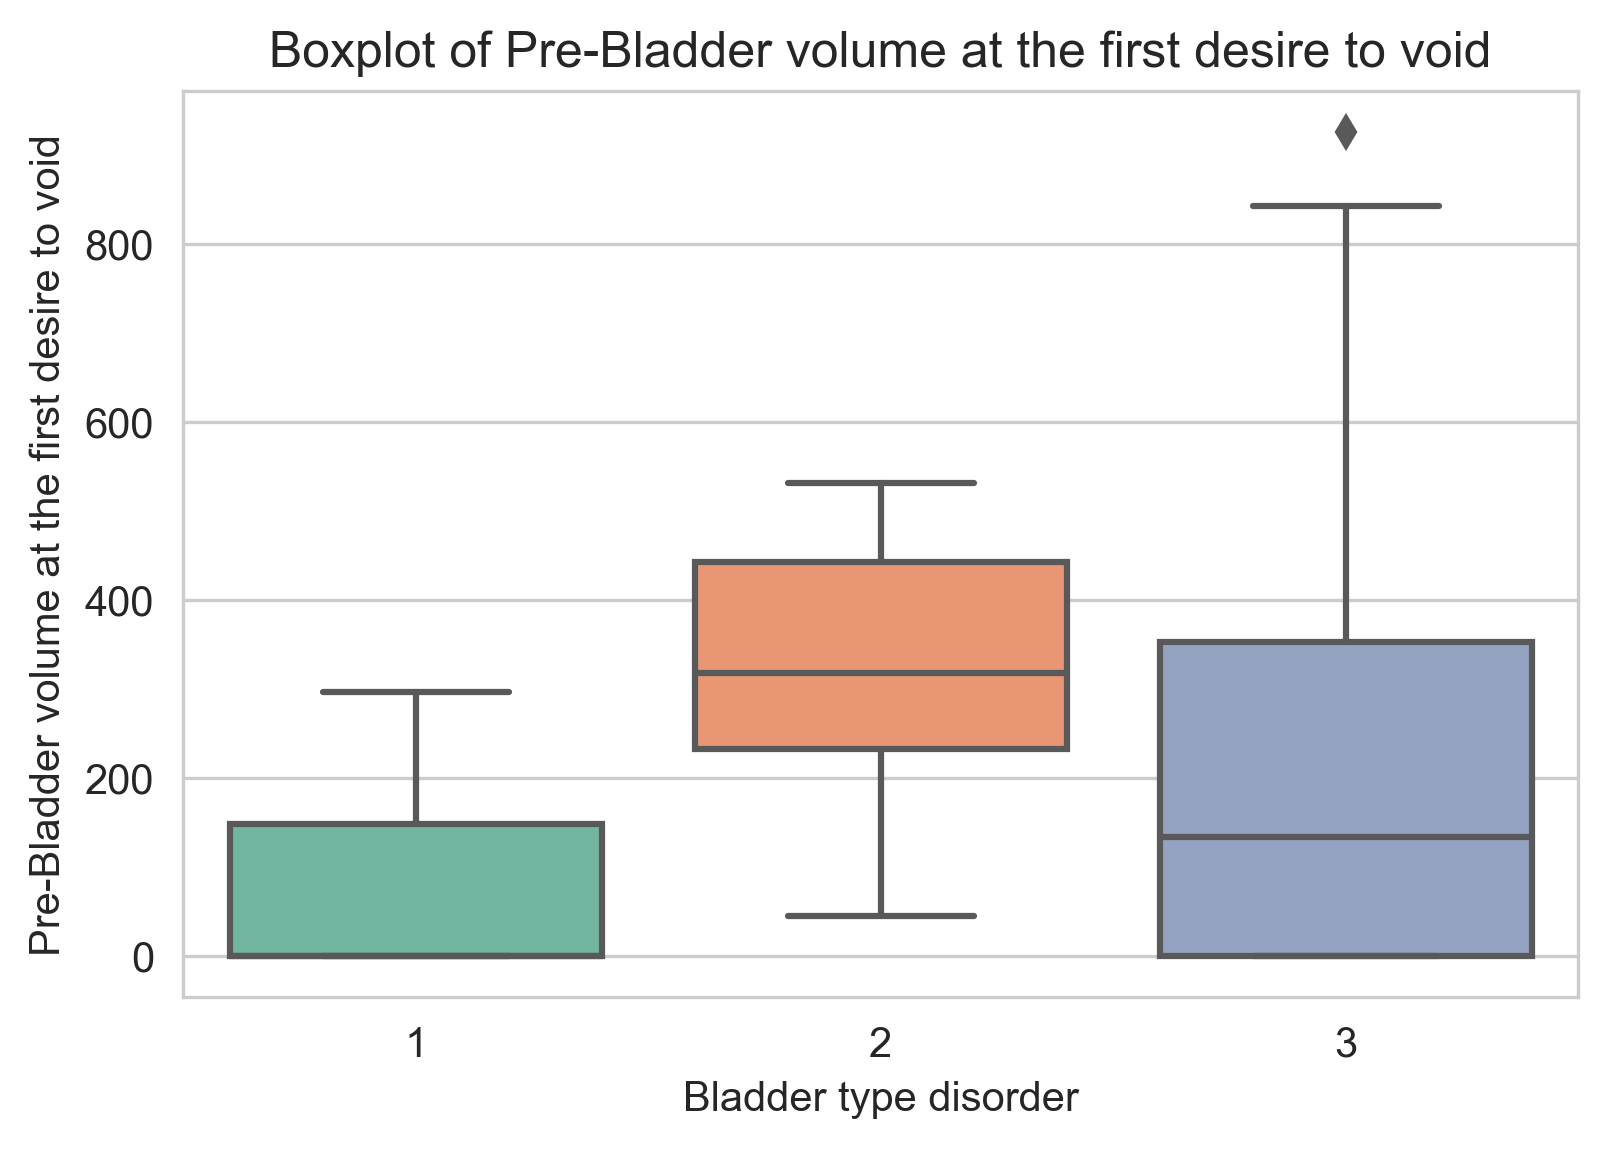 Boxplot of Pre-Bladder volume at the first desire to void
Pre-Bladder volume at the first desire to void
800
600
400
200
0
1
2
3
Bladder type disorder